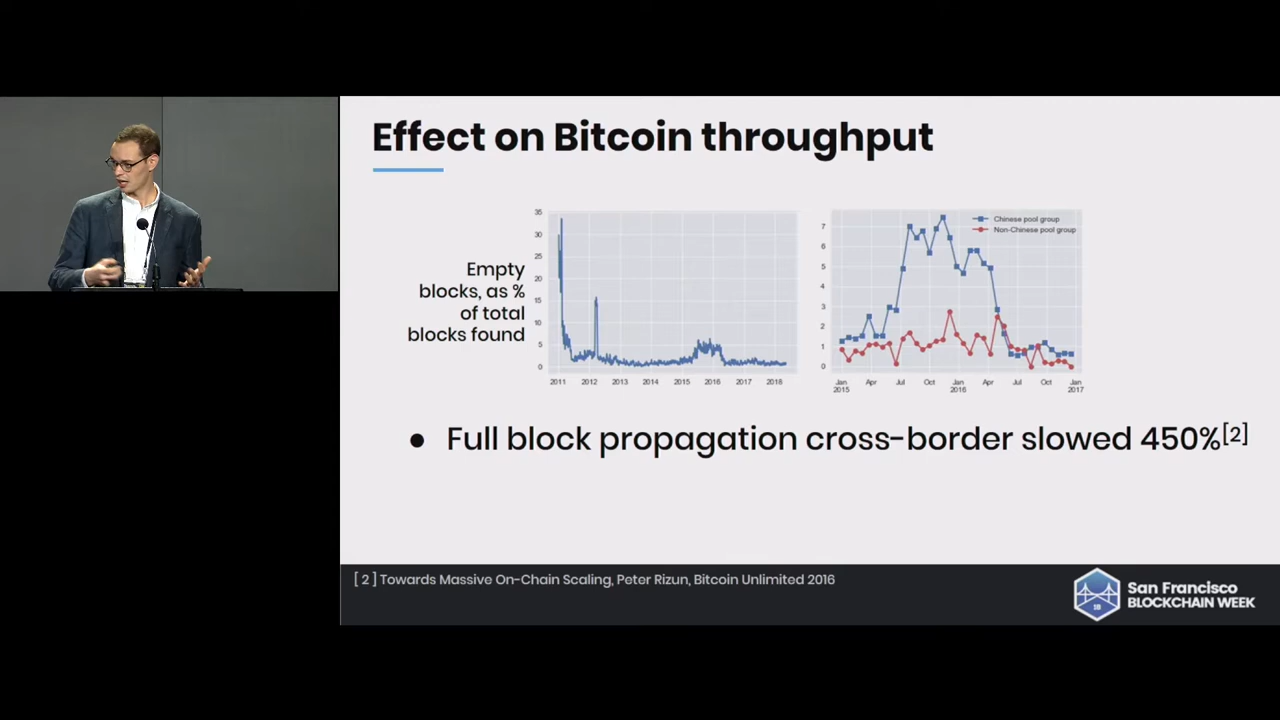 Effect on Bitcoin throughput
Empty
blocks, as %
of total
blocks found
35
30
25
20
15
10
5
0
2011 2012 2013 2014 2015 2016 2017 2018
Chinese pool group
Non-Chinese pool group
7
6
5
4
3
2
1
0
Jan Apr Jul Oct Jan Apr Jul Oct Jan
2015 2016 2017
● Full block propagation cross-border slowed 450%[2]
[ 2 ] Towards Massive On-Chain Scaling, Peter Rizun, Bitcoin Unlimited 2016
18
San Francisco
BLOCKCHAIN WEEK